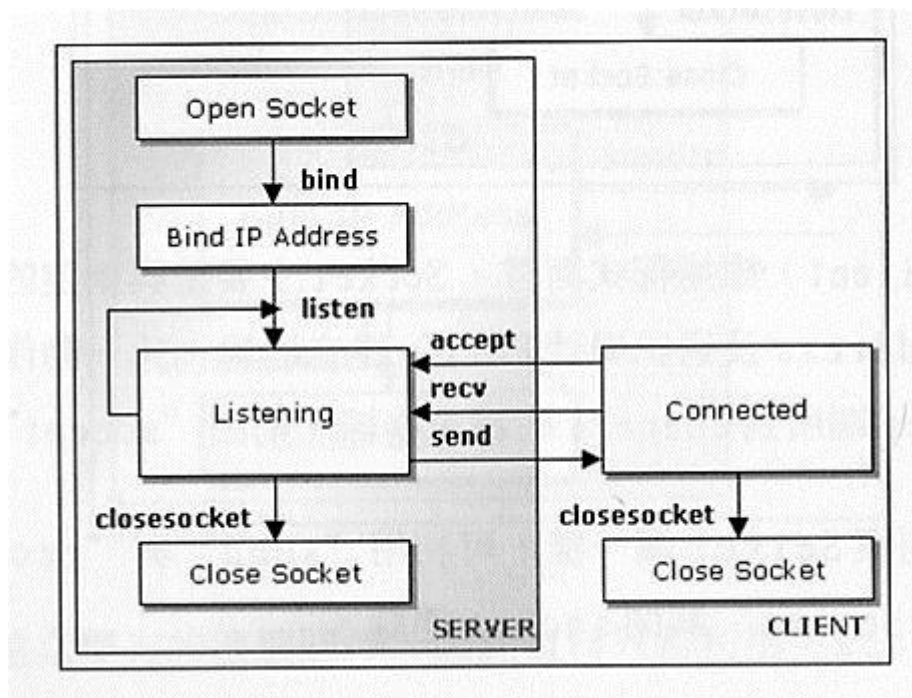 Open Socket
bind
Bind IP Address
listen
accept
recv
send
Listening
Connected
closesocket
closesocket
Close Socket
Close Socket
SERVER
CLIENT